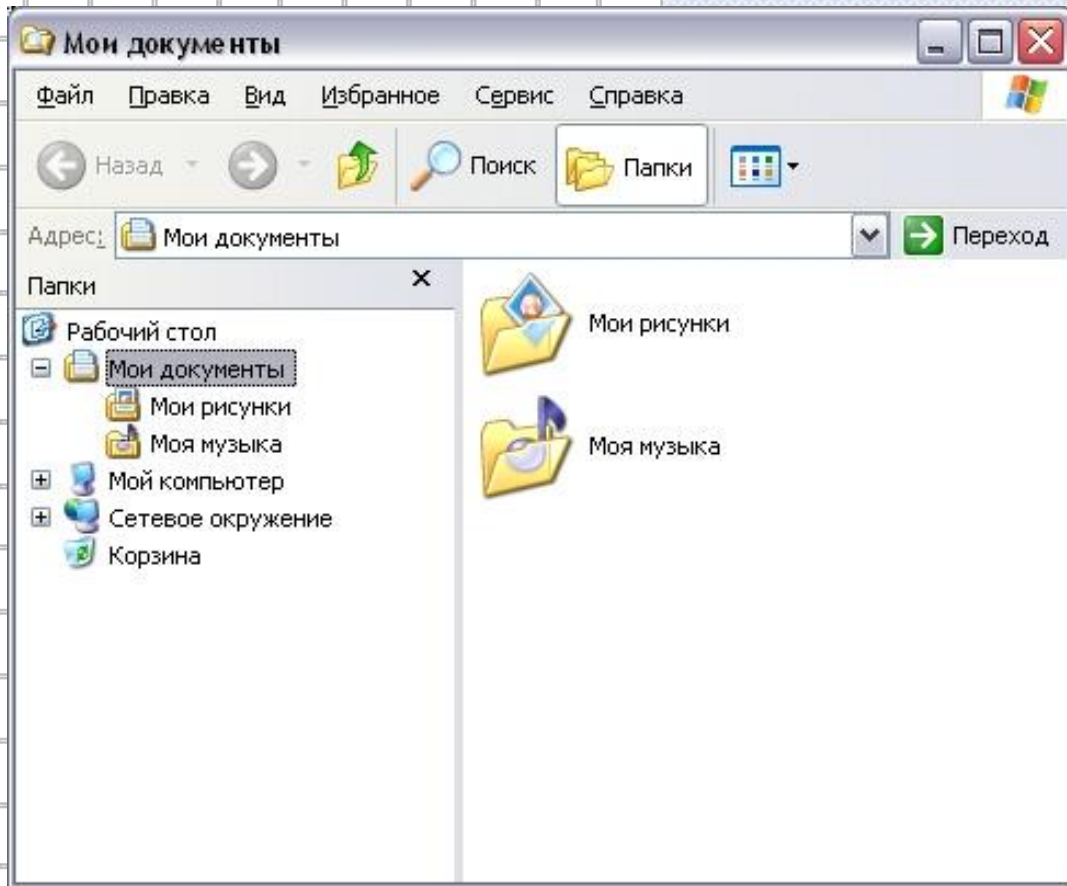 Мои документы
Файл Правка Вид Избранное Сервис Справка
Назад Поиск Папки
Адрес: Мои документы Переход
Папки
Рабочий стол
Мои документы
Мои рисунки
Моя музыка
Мой компьютер
Сетевое окружение
Корзина
Мои рисунки
Моя музыка